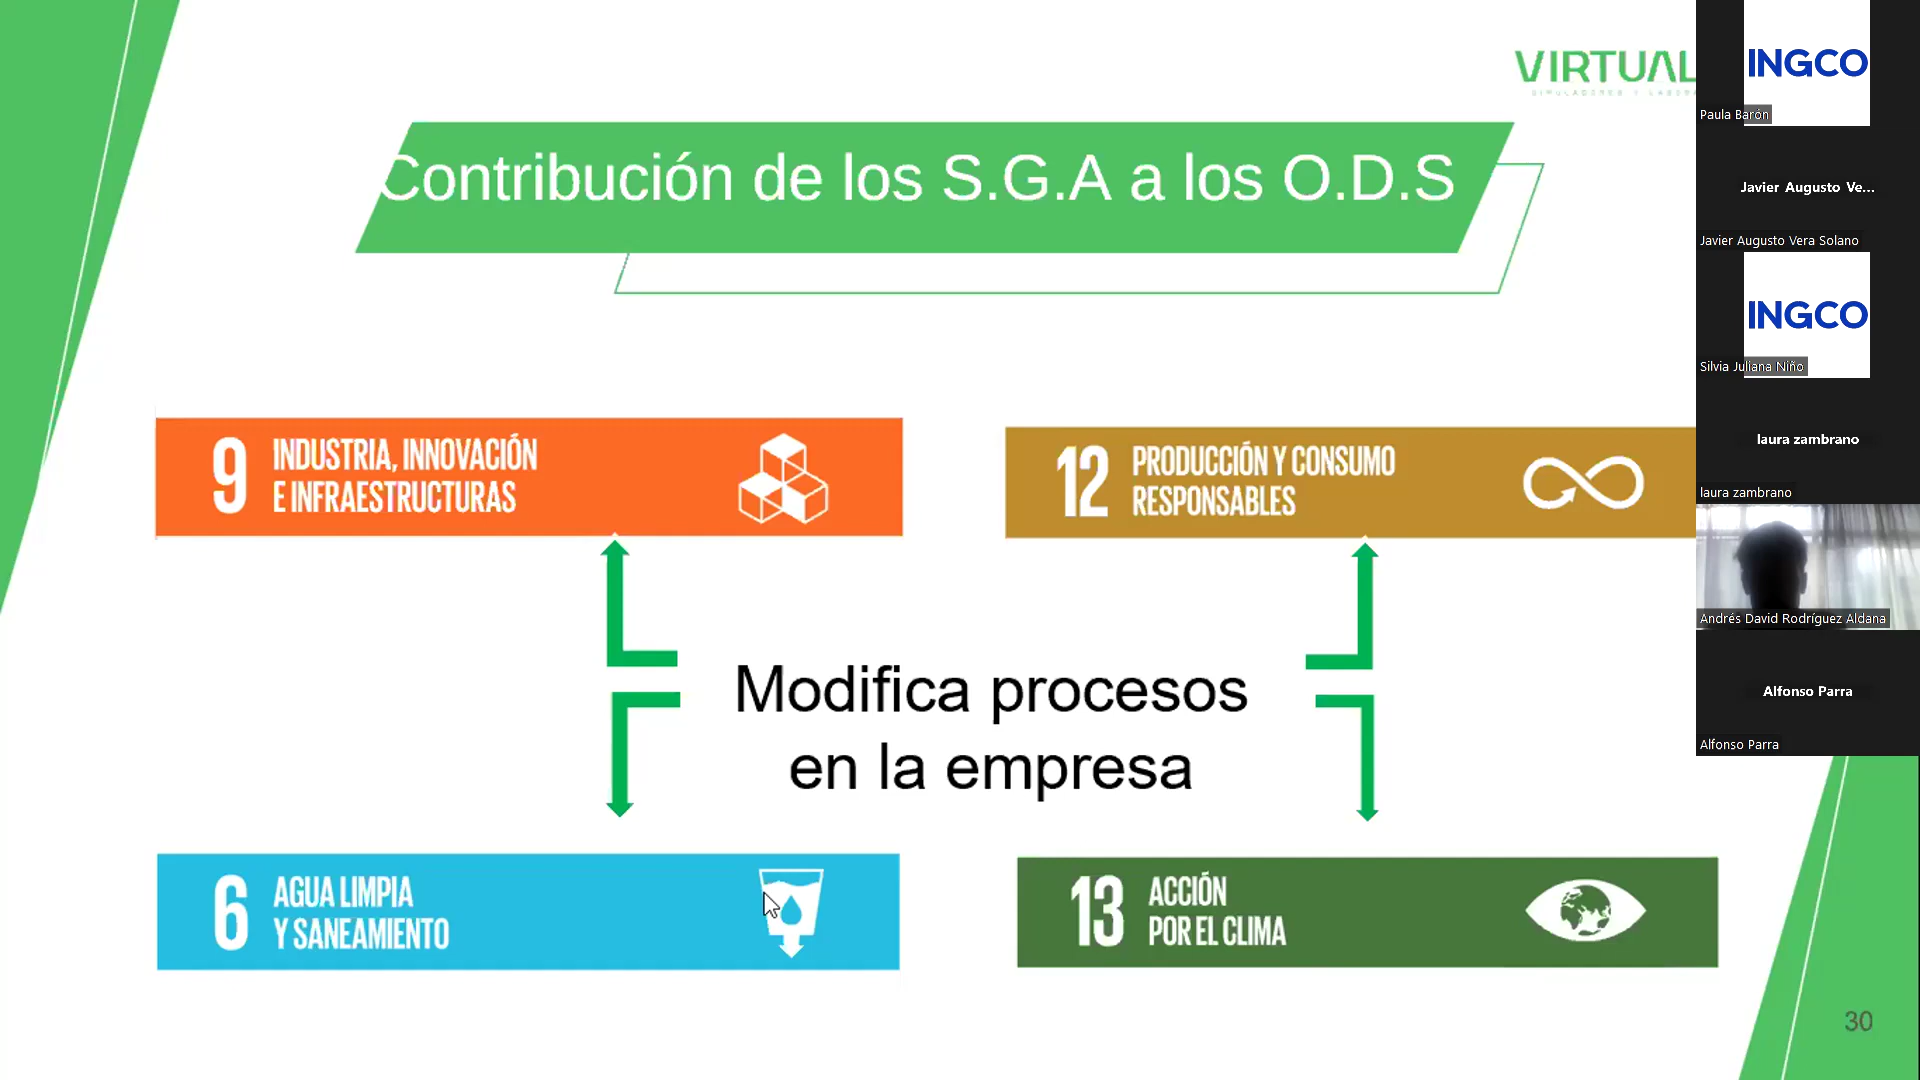 VIRTUAL
Contribución de los S.G.A a los O.D.S
9 INDUSTRIA, INNOVACIÓN
E INFRAESTRUCTURAS
12 PRODUCCIÓN Y CONSUMO
RESPONSABLES
Modifica procesos
en la empresa
6 AGUA LIMPIA
Y SANEAMIENTO
13 ACCIÓN
POR EL CLIMA
30
INGCO
Paula Barón
Javier Augusto Ve...
Javier Augusto Vera Solano
INGCO
Silvia Juliana Niño
laura zambrano
laura zambrano
Andrés David Rodríguez Aldana
Alfonso Parra
Alfonso Parra